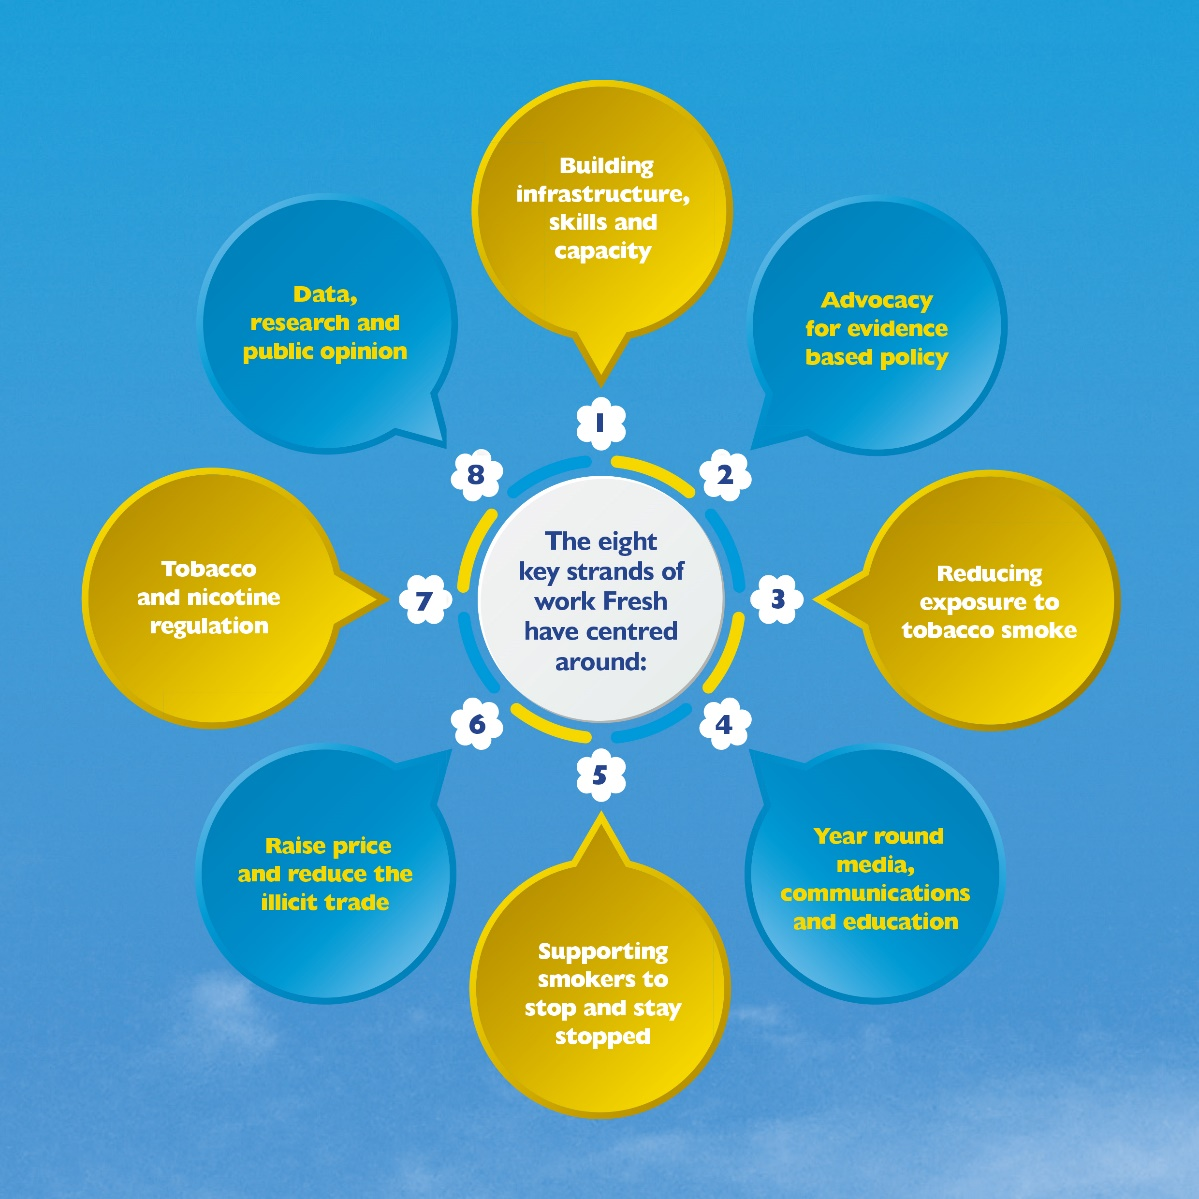 The eight
key strands of
work Fresh
have centred
around:
1
Building
infrastructure,
skills and
capacity
2
Advocacy
for evidence
based policy
3
Reducing
exposure to
tobacco smoke
4
Year round
media,
communications
and education
5
Supporting
smokers to
stop and stay
stopped
6
Raise price
and reduce the
illicit trade
7
Tobacco
and nicotine
regulation
8
Data,
research and
public opinion